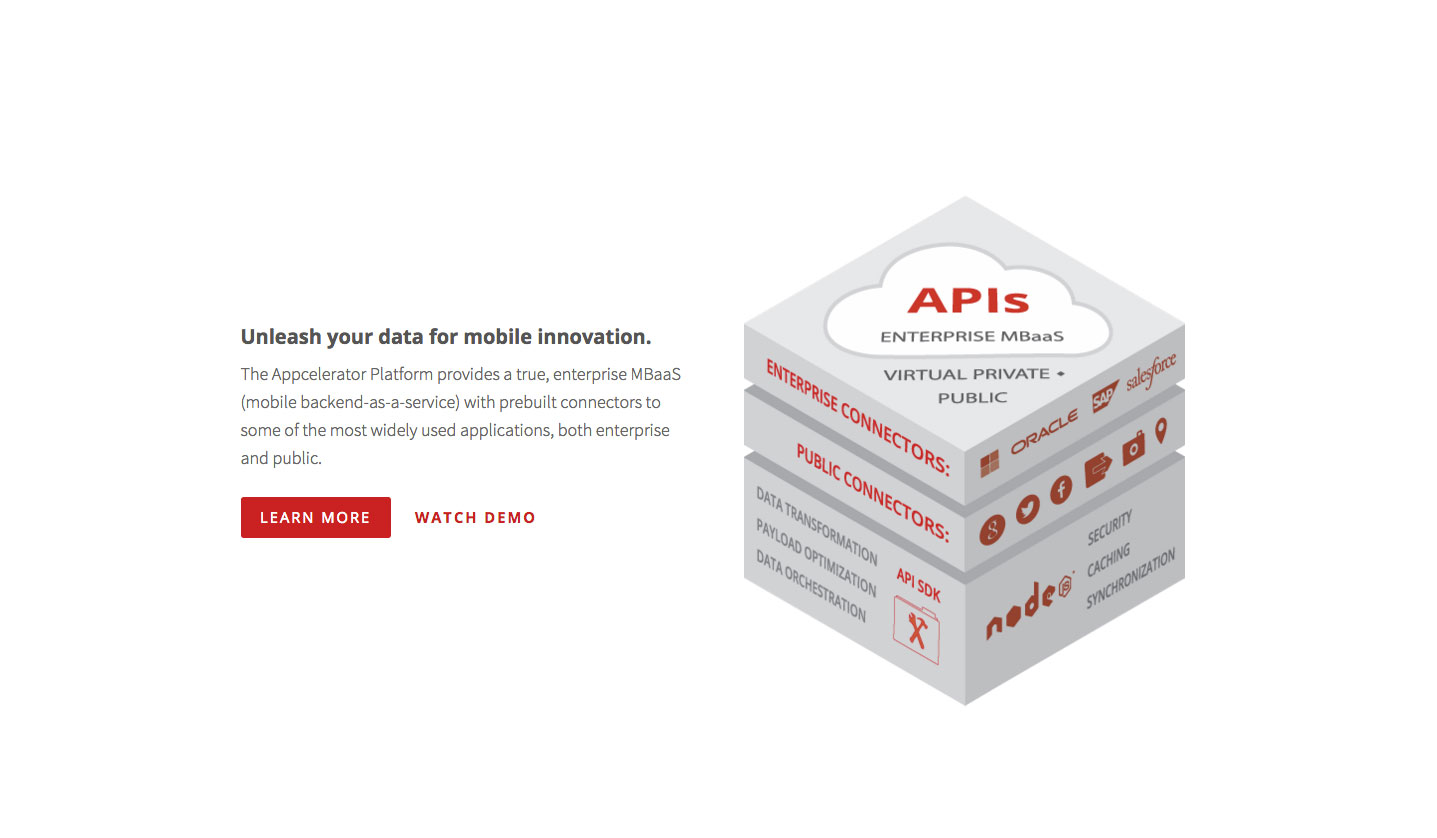 Unleash your data for mobile innovation.
The Appcelerator Platform provides a true, enterprise MBaaS
(mobile backend-as-a-service) with prebuilt connectors to
some of the most widely used applications, both enterprise
and public.
LEARN MORE
WATCH DEMO
APIs
ENTERPRISE MBaaS
VIRTUAL PRIVATE •
PUBLIC
ENTERPRISE CONNECTORS:
ORACLE
SAP
salesforce
PUBLIC CONNECTORS:
DATA TRANSFORMATION
PAYLOAD OPTIMIZATION
DATA ORCHESTRATION
API SDK
node JS
SECURITY
CACHING
SYNCHRONIZATION